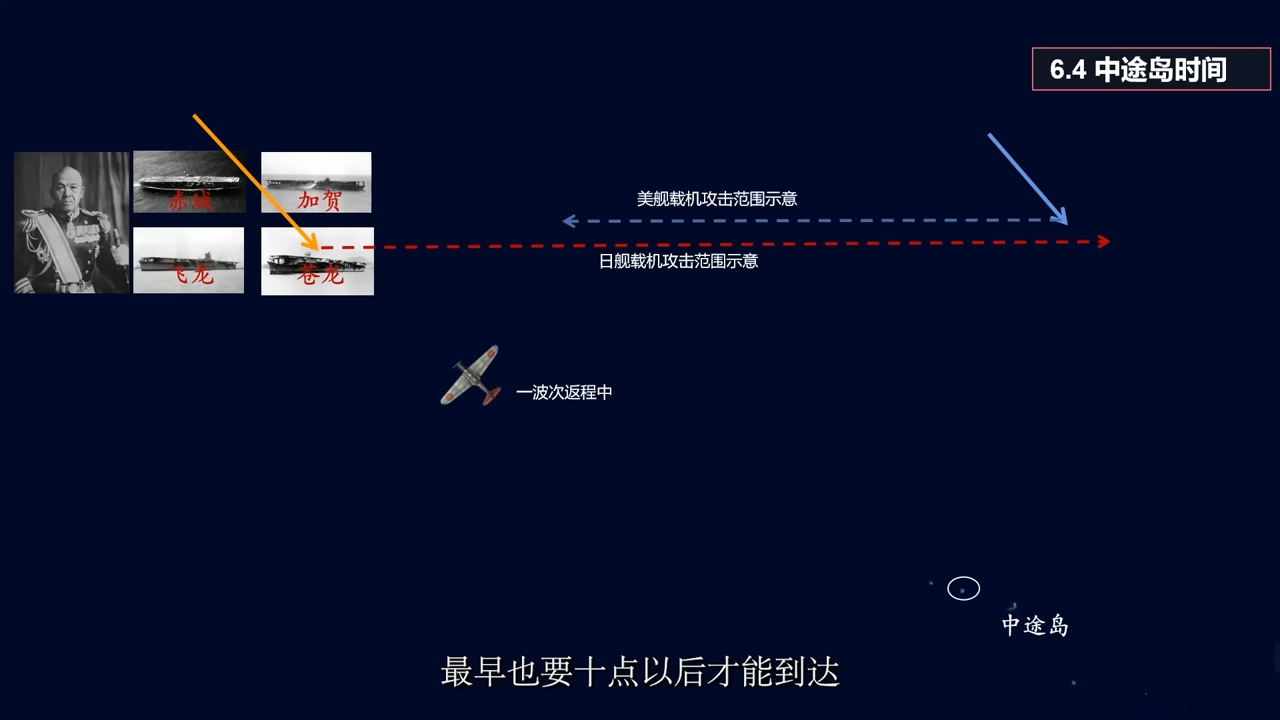 6.4 中途岛时间
赤城
加贺
飞龙
苍龙
美舰载机攻击范围示意
日舰载机攻击范围示意
一波次返程中
中途岛
最早也要十点以后才能到达